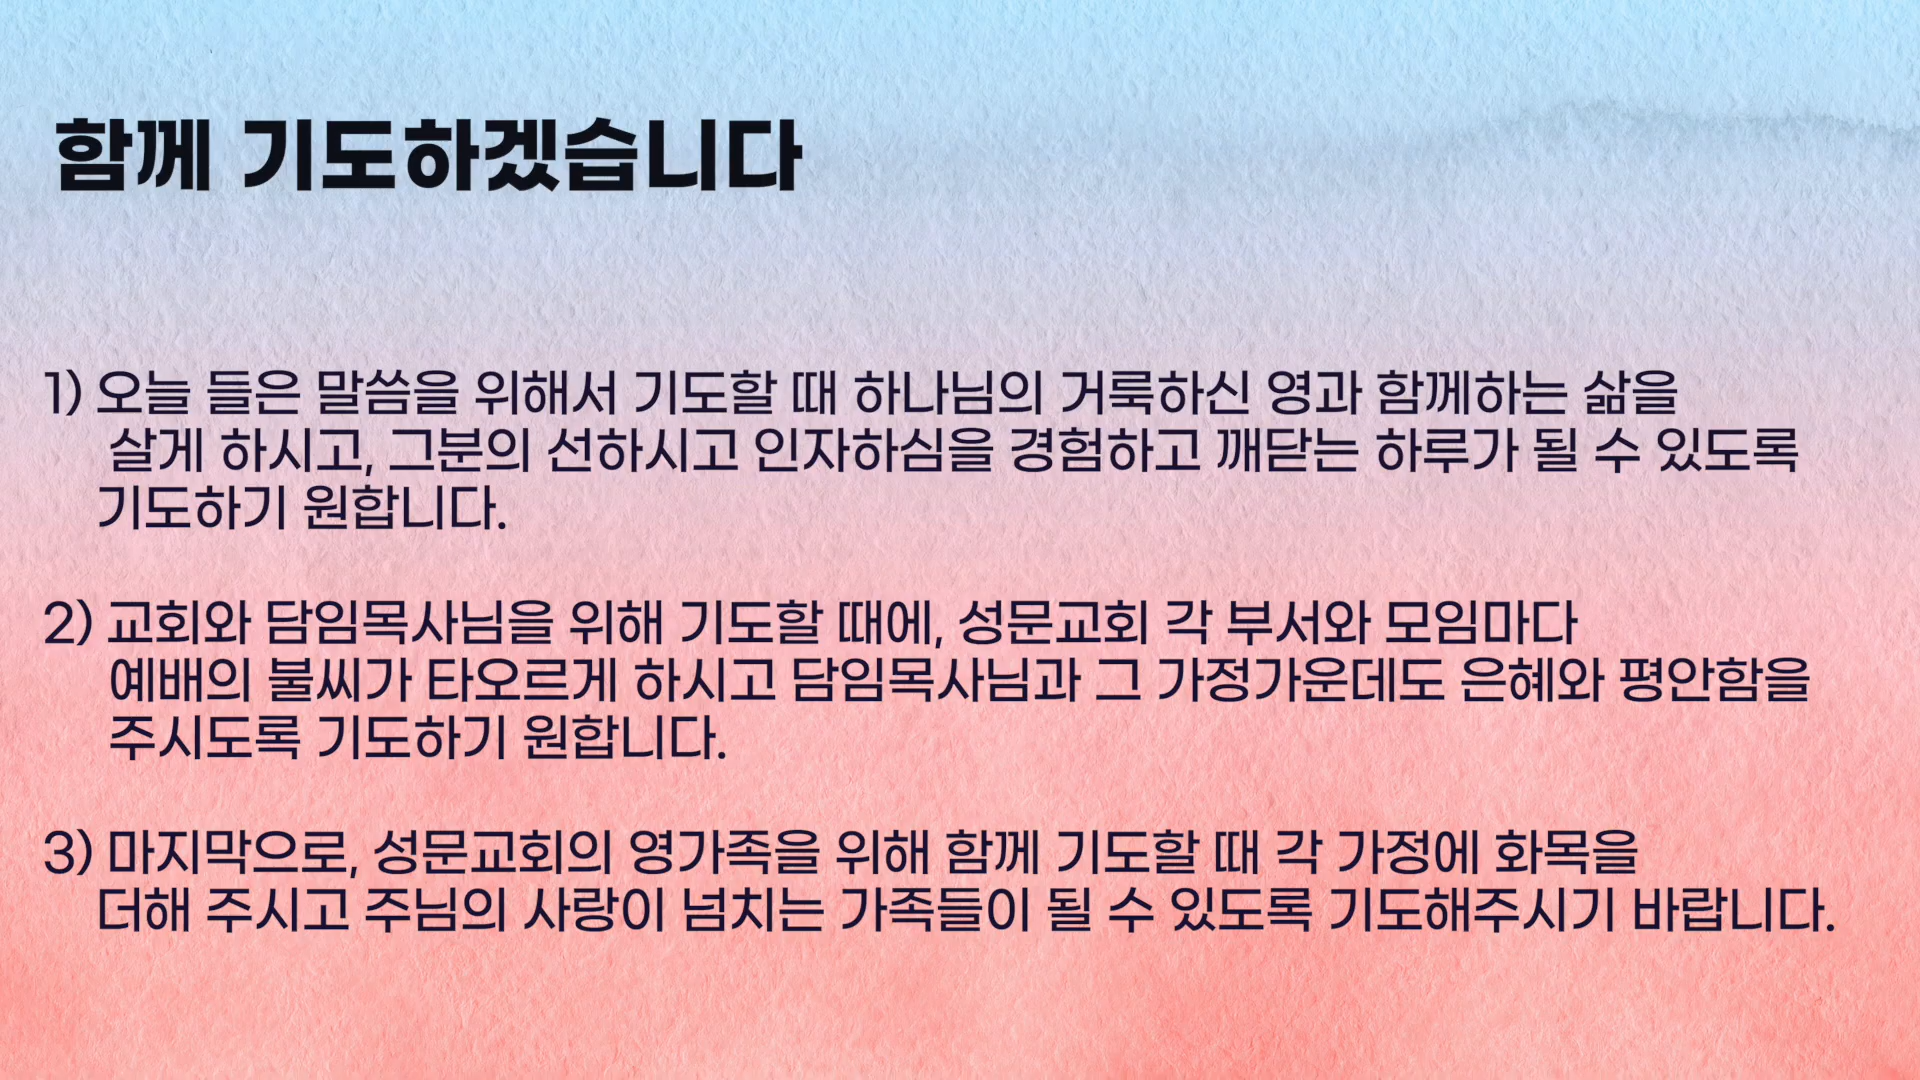 함께 기도하겠습니다
1) 오늘 들은 말씀을 위해서 기도할 때 하나님의 거룩하신 영과 함께하는 삶을
살게 하시고, 그분의 선하시고 인자하심을 경험하고 깨닫는 하루가 될 수 있도록
기도하기 원합니다.
2) 교회와 담임목사님을 위해 기도할 때에, 성문교회 각 부서와 모임마다
예배의 불씨가 타오르게 하시고 담임목사님과 그 가정가운데도 은혜와 평안함을
주시도록 기도하기 원합니다.
3) 마지막으로, 성문교회의 영가족을 위해 함께 기도할 때 각 가정에 화목을
더해 주시고 주님의 사랑이 넘치는 가족들이 될 수 있도록 기도해주시기 바랍니다.